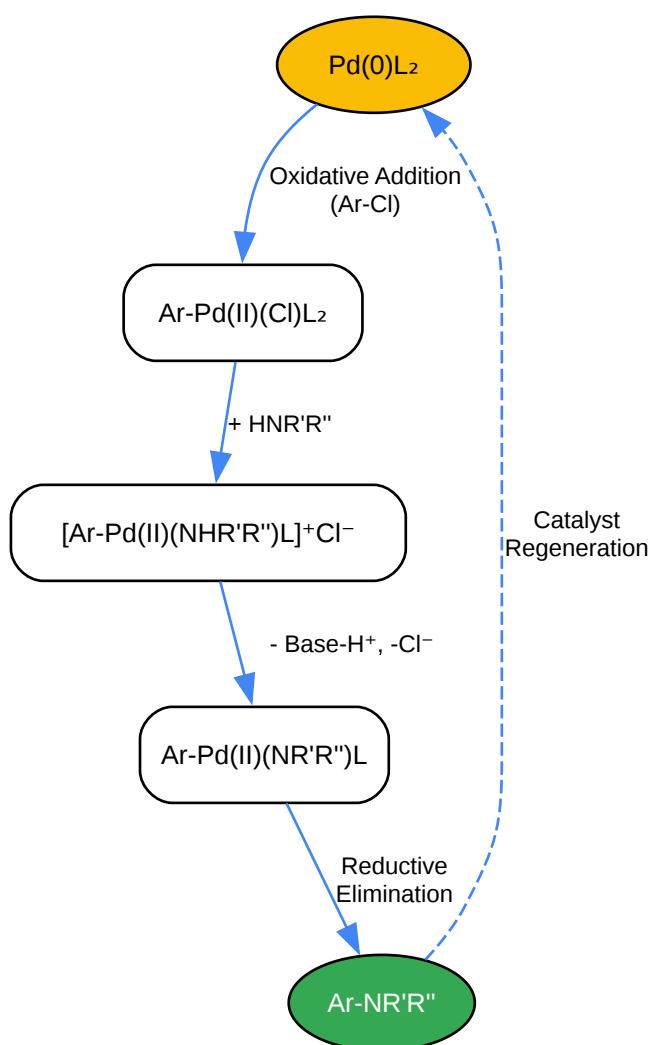 Pd(0)L₂
Oxidative Addition
(Ar-Cl)
Ar-Pd(II)(Cl)L₂
+ HNR'R''
[Ar-Pd(II)(NHR'R'')L]⁺Cl⁻
Catalyst
Regeneration
- Base-H⁺, -Cl⁻
Ar-Pd(II)(NR'R'')L
Reductive
Elimination
Ar-NR'R''